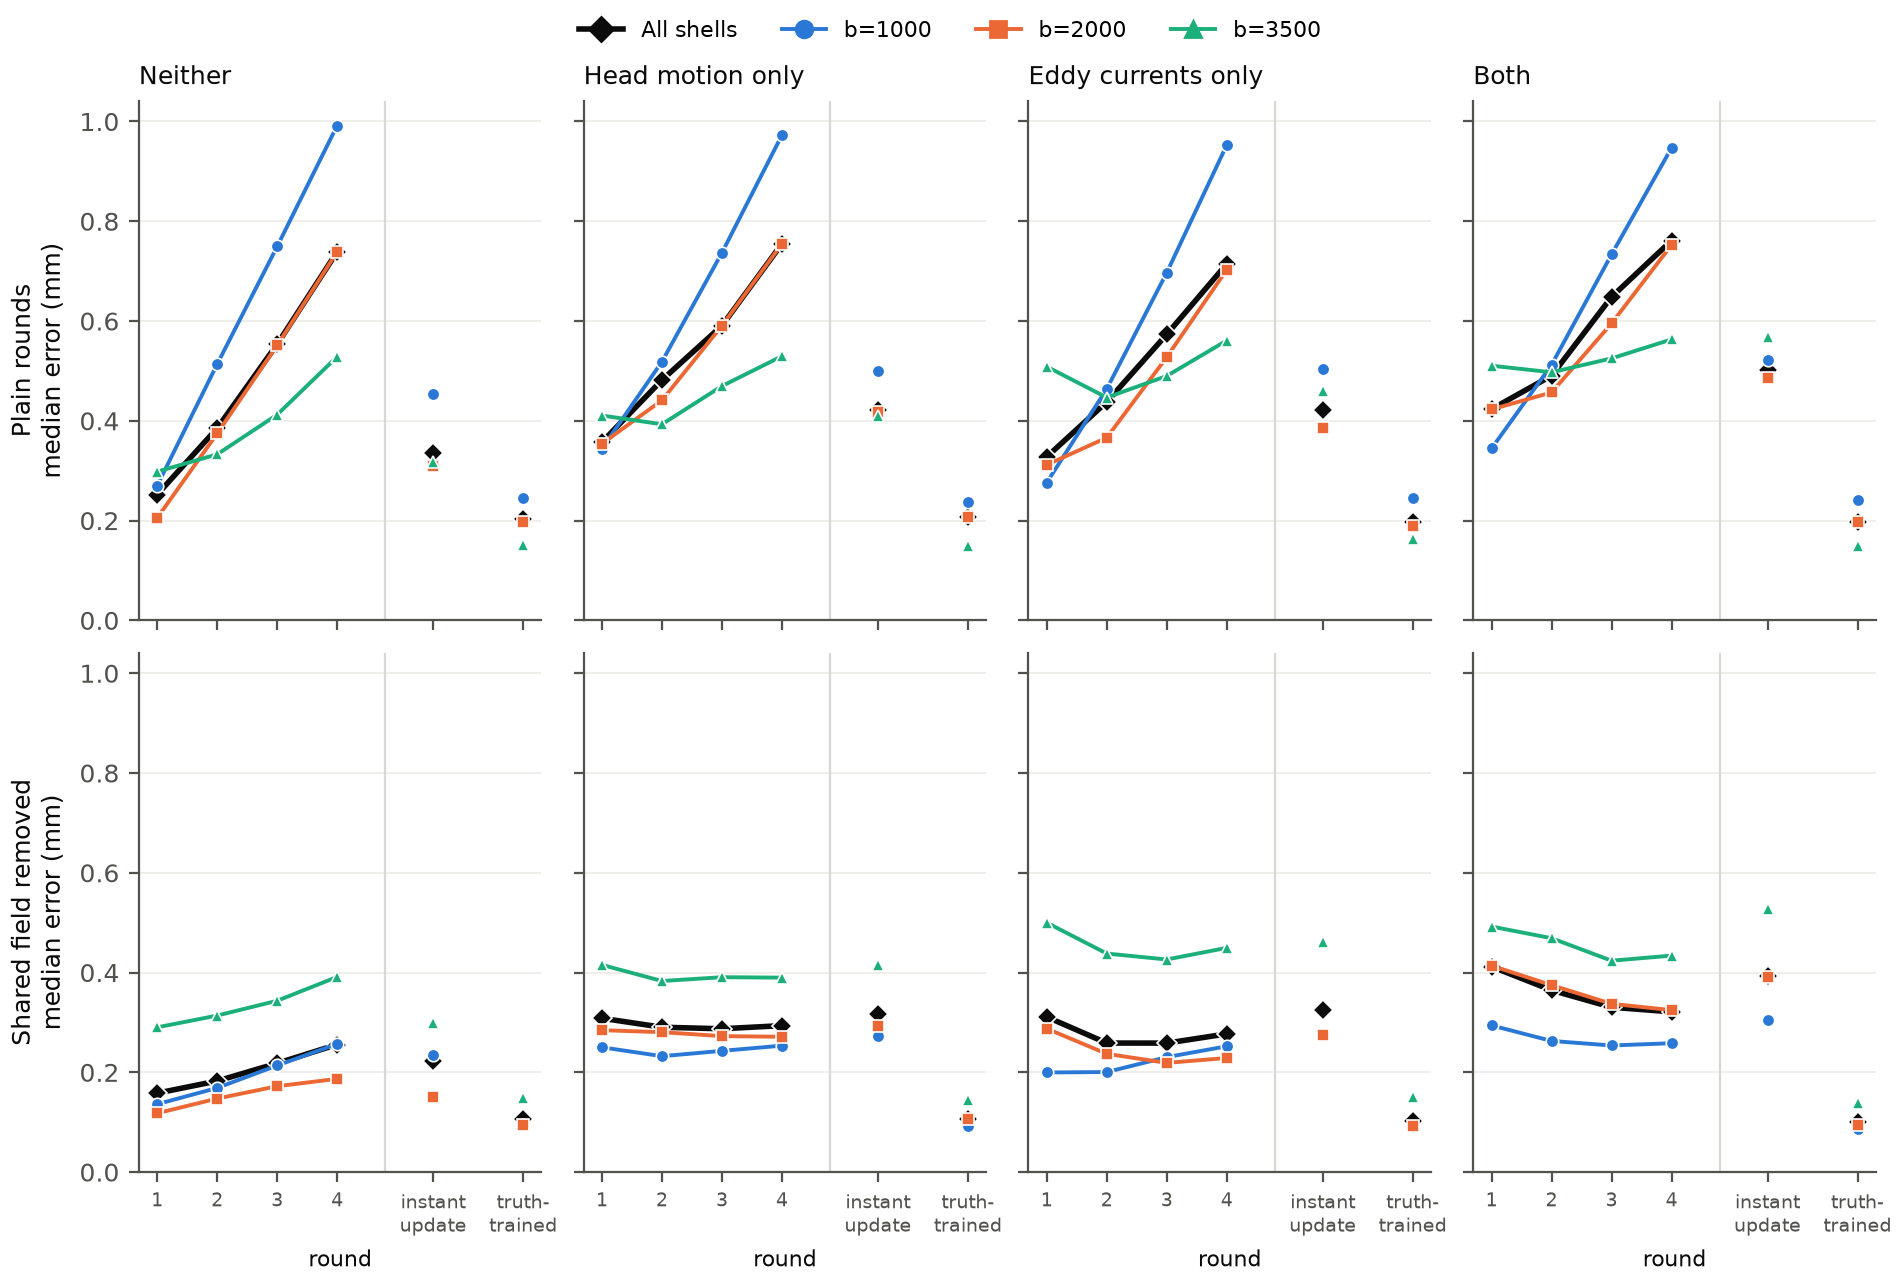 All shells b=1000 b=2000 b=3500
Neither Head motion only Eddy currents only Both
Plain rounds
median error (mm)
1.0
0.8
0.6
0.4
0.2
0.0
Shared field removed
median error (mm)
1.0
0.8
0.6
0.4
0.2
0.0
1 2 3 4 instant update truth-trained
round
1 2 3 4 instant update truth-trained
round
1 2 3 4 instant update truth-trained
round
1 2 3 4 instant update truth-trained
round